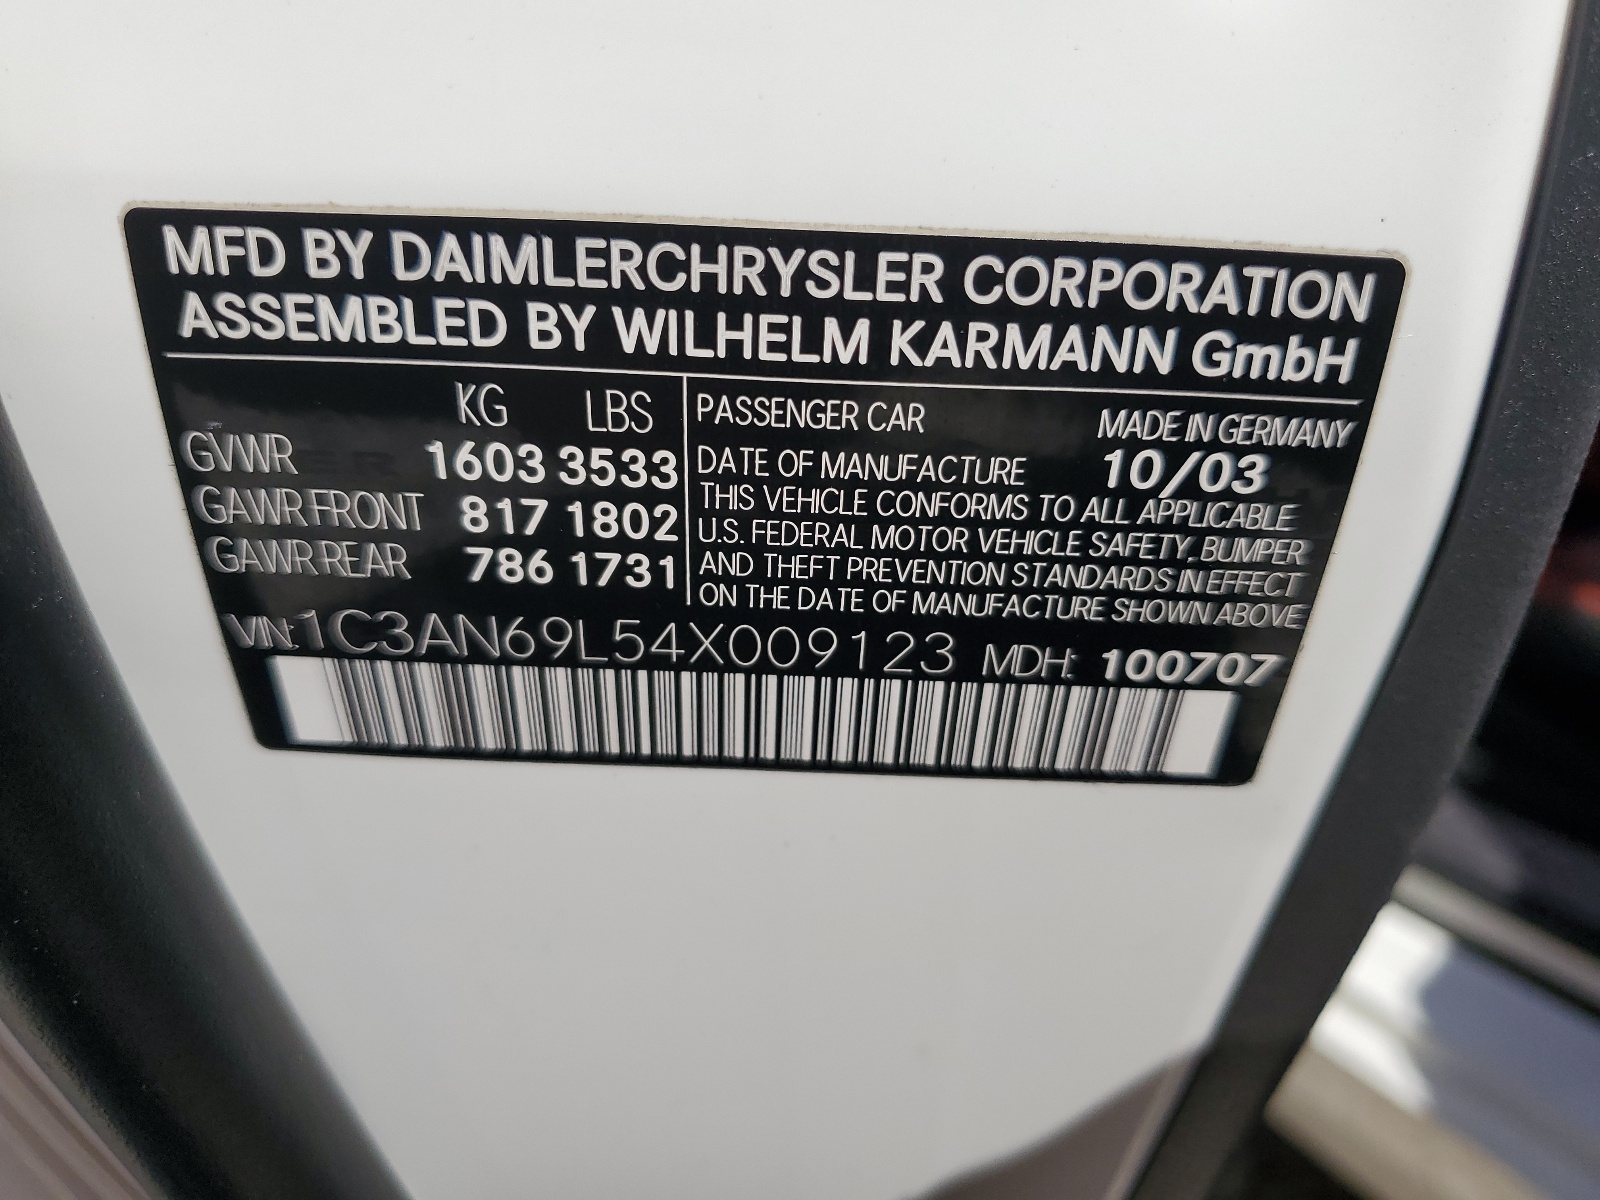 MFD BY DAIMLERCHRYSLER CORPORATION
ASSEMBLED BY WILHELM KARMANN GmbH
KG LBS
GVWR 1603 3533
GAWR FRONT 817 1802
GAWR REAR 786 1731
PASSENGER CAR MADE IN GERMANY
DATE OF MANUFACTURE 10/03
THIS VEHICLE CONFORMS TO ALL APPLICABLE
U.S. FEDERAL MOTOR VEHICLE SAFETY, BUMPER
AND THEFT PREVENTION STANDARDS IN EFFECT
ON THE DATE OF MANUFACTURE SHOWN ABOVE
VIN: 1C3AN69L54X009123 MDH: 100707